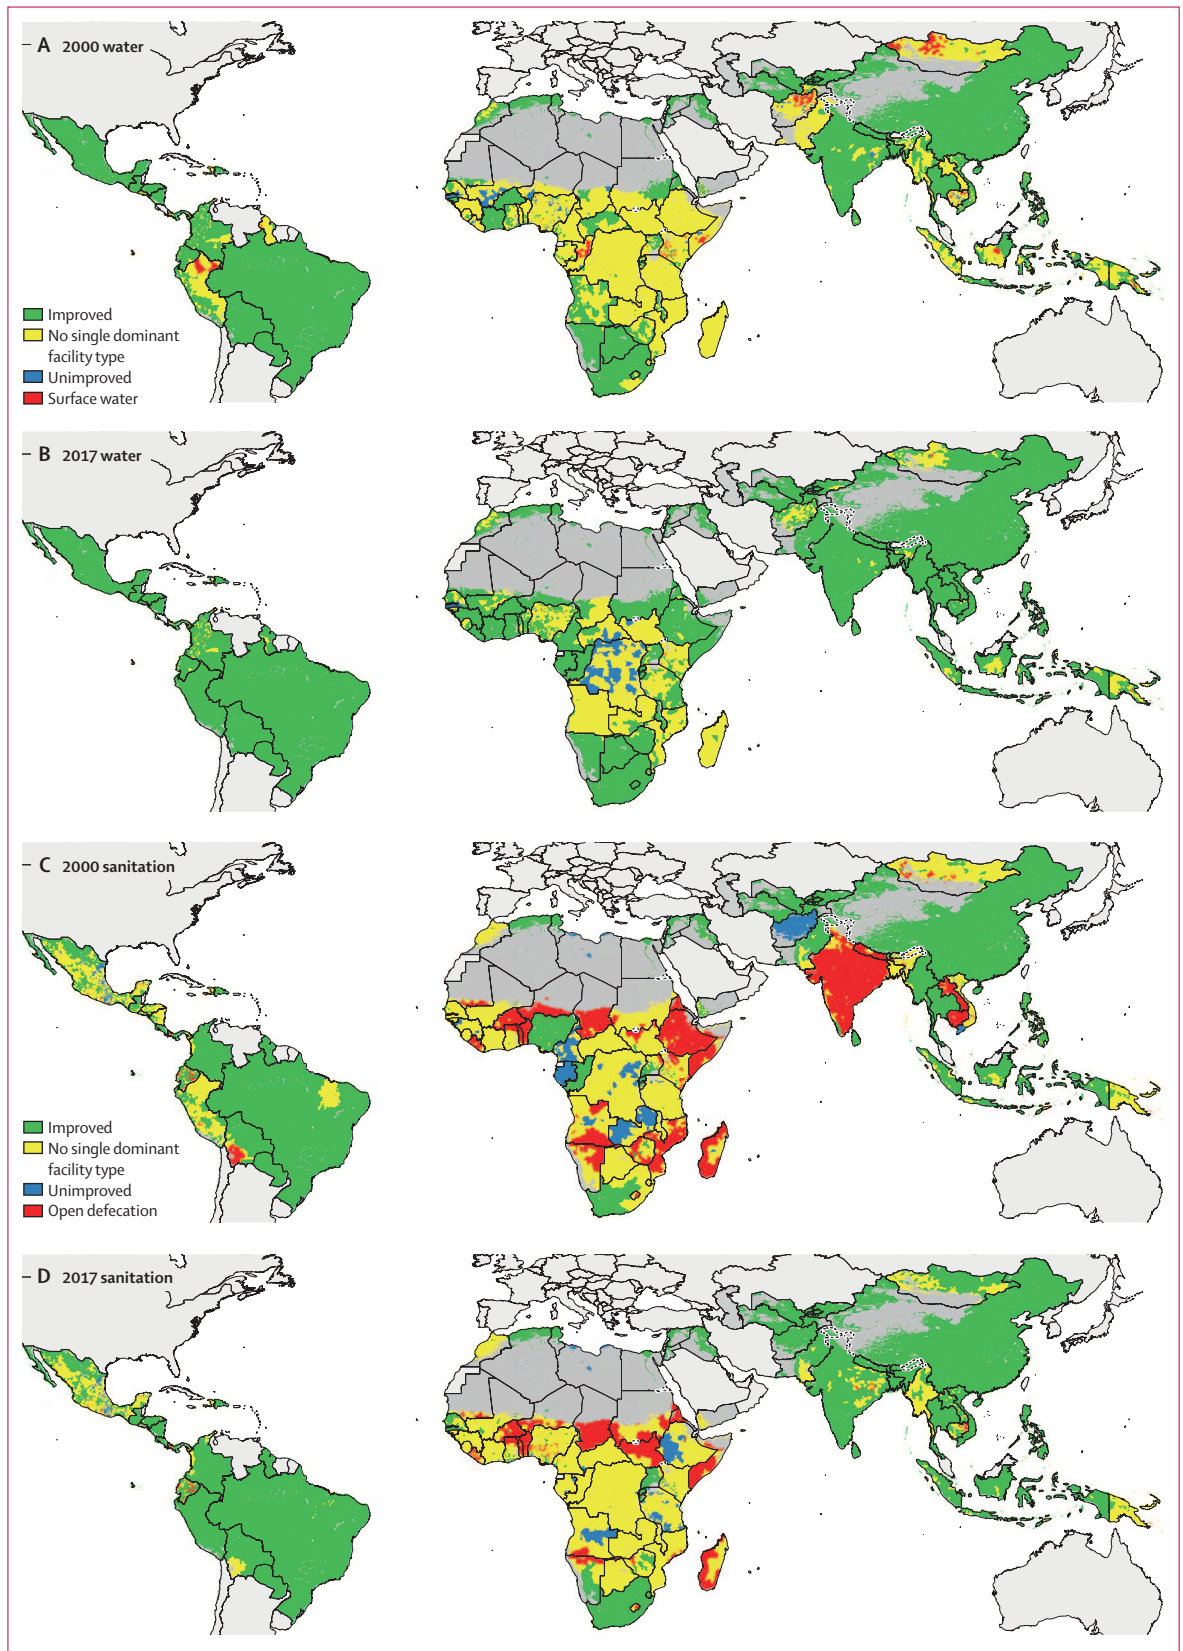 A 2000 water
Improved
No single dominant
facility type
Unimproved
Surface water
B 2017 water
C 2000 sanitation
Improved
No single dominant
facility type
Unimproved
Open defecation
D 2017 sanitation